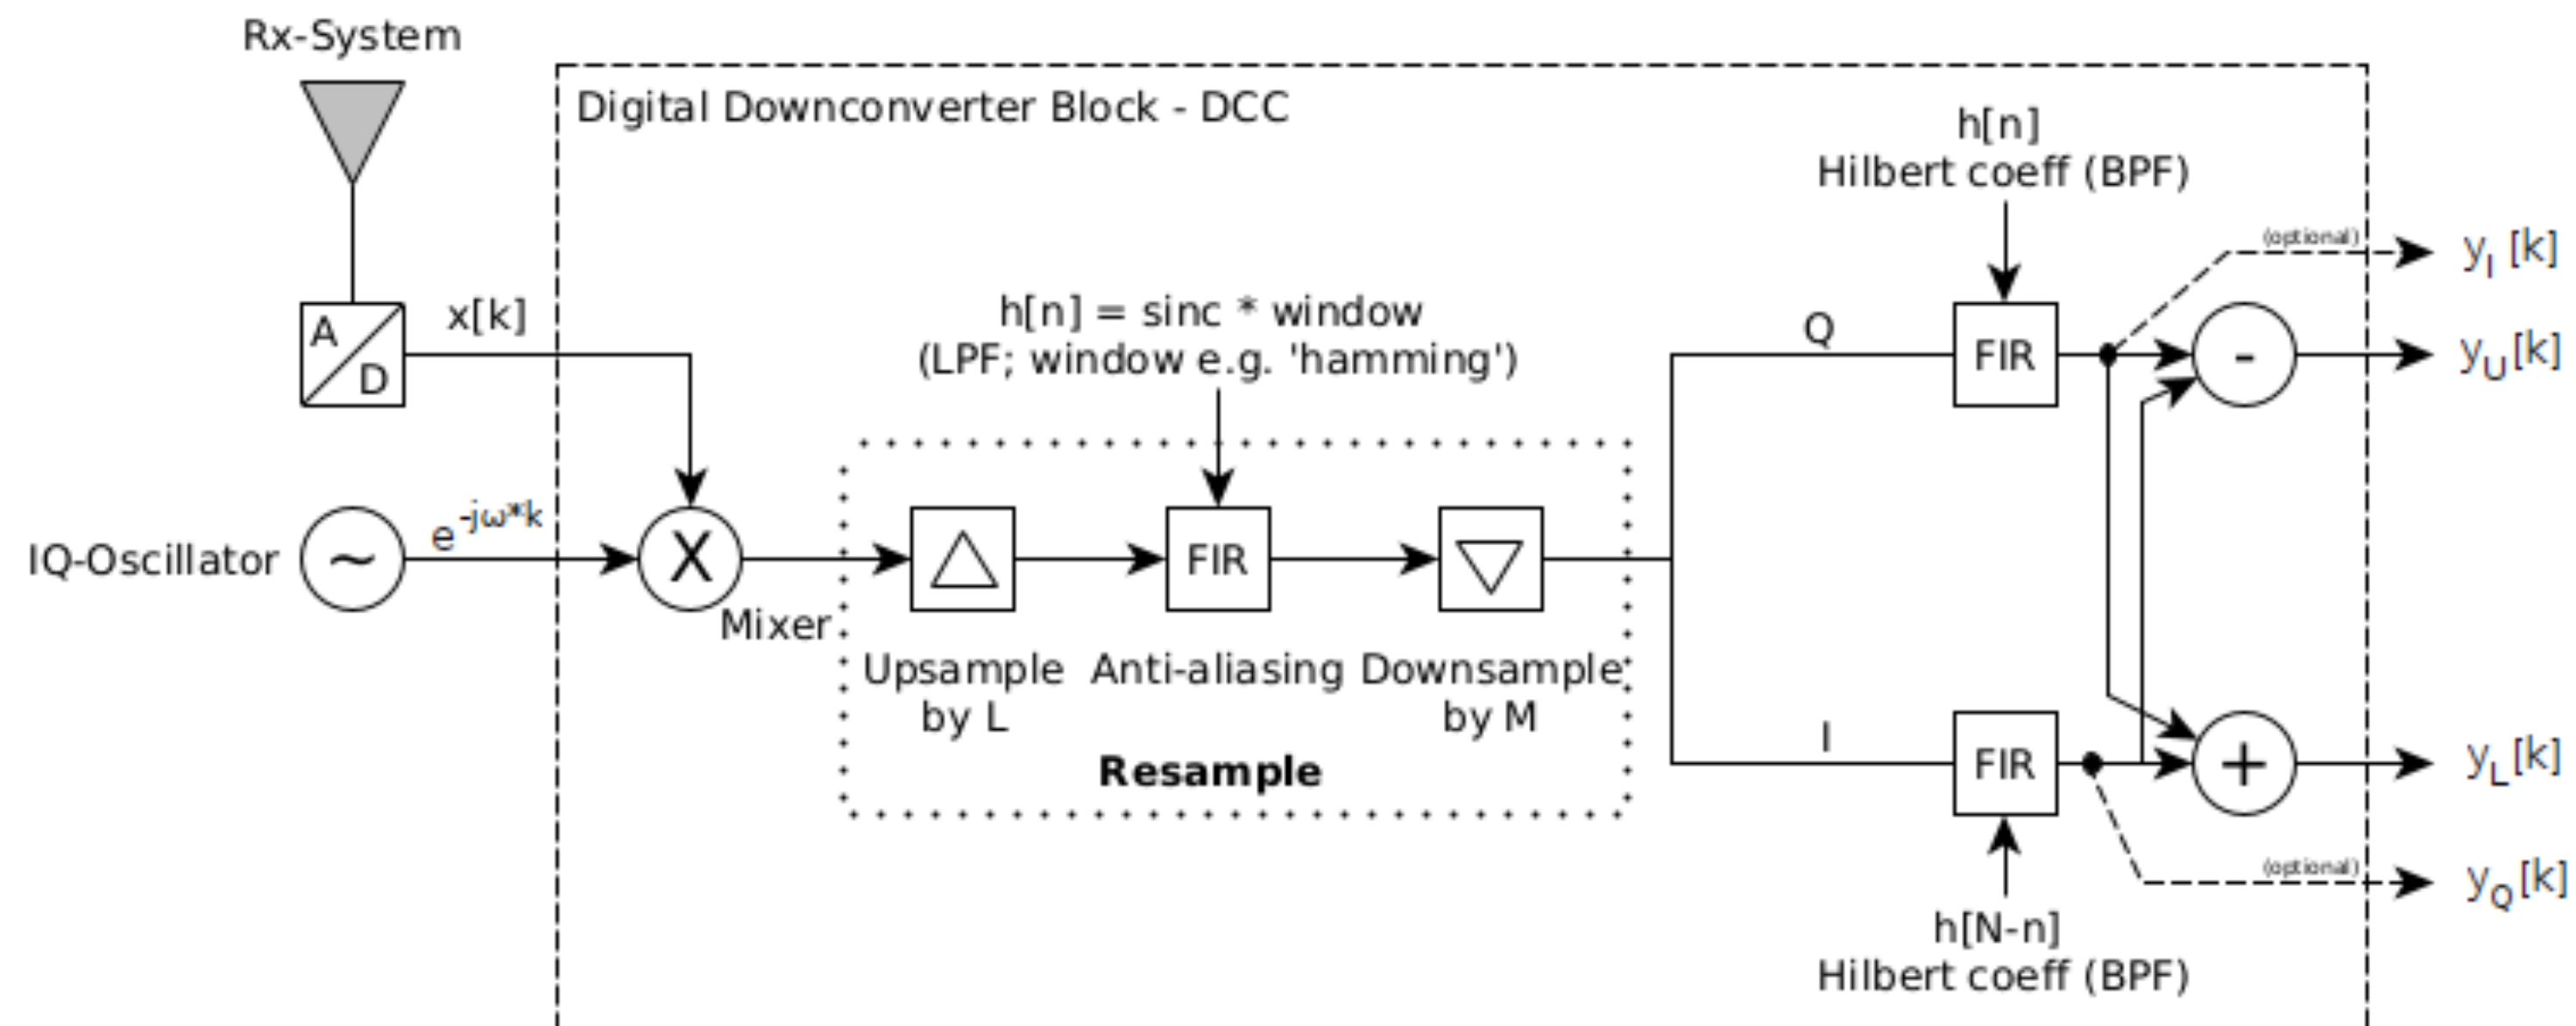 Rx-System
Digital Downconverter Block - DCC
h[n]
Hilbert coeff (BPF)
(optional)
y_I [k]
A
D
x[k]
h[n] = sinc * window
(LPF; window e.g. 'hamming')
Q
FIR
-
y_U[k]
IQ-Oscillator
~
e^-jω*k
X
Mixer
FIR
Upsample
by L
Anti-aliasing
Downsample
by M
Resample
I
FIR
+
y_L[k]
(optional)
y_Q[k]
h[N-n]
Hilbert coeff (BPF)